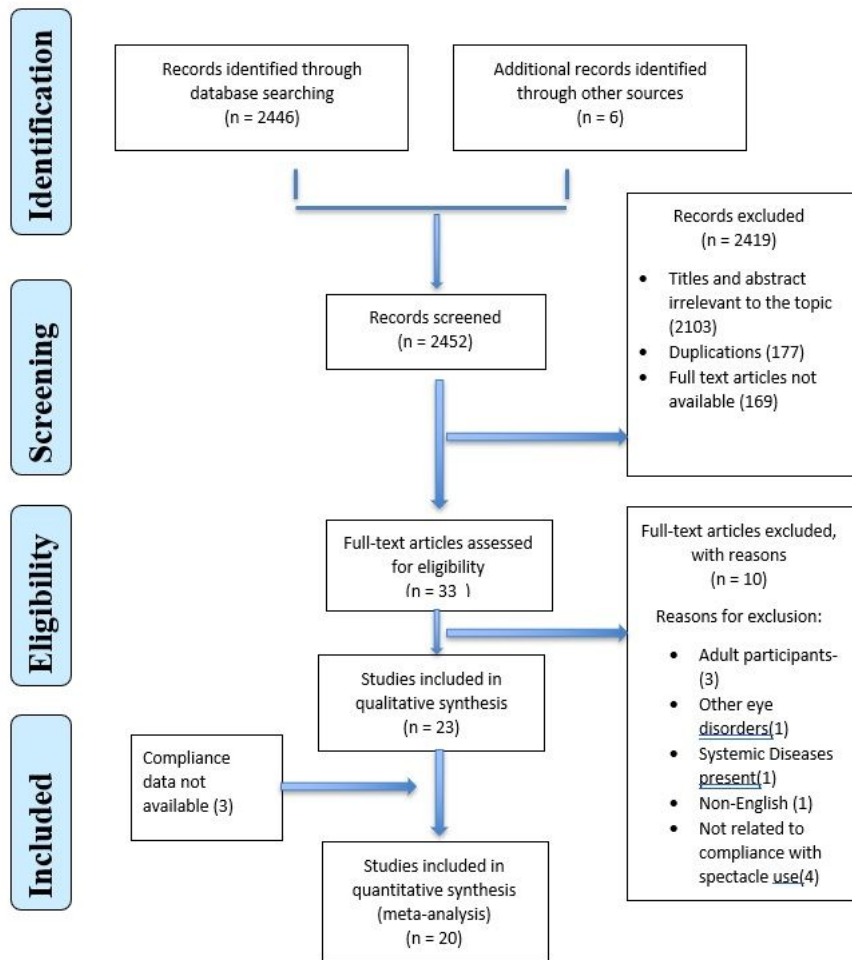 Identification
Records identified through
database searching
(n = 2446)
Additional records identified
through other sources
(n = 6)
Records excluded
(n = 2419)
• Titles and abstract
irrelevant to the topic
(2103)
• Duplications (177)
• Full text articles not
available (169)
Screening
Records screened
(n = 2452)
Eligibility
Full-text articles assessed
for eligibility
(n = 33 )
Full-text articles excluded,
with reasons
(n = 10)
Reasons for exclusion:
• Adult participants-
(3)
• Other eye
disorders(1)
• Systemic Diseases
present(1)
• Non-English (1)
• Not related to
compliance with
spectacle use(4)
Studies included in
qualitative synthesis
(n = 23)
Included
Compliance
data not
available (3)
Studies included in
quantitative synthesis
(meta-analysis)
(n = 20)